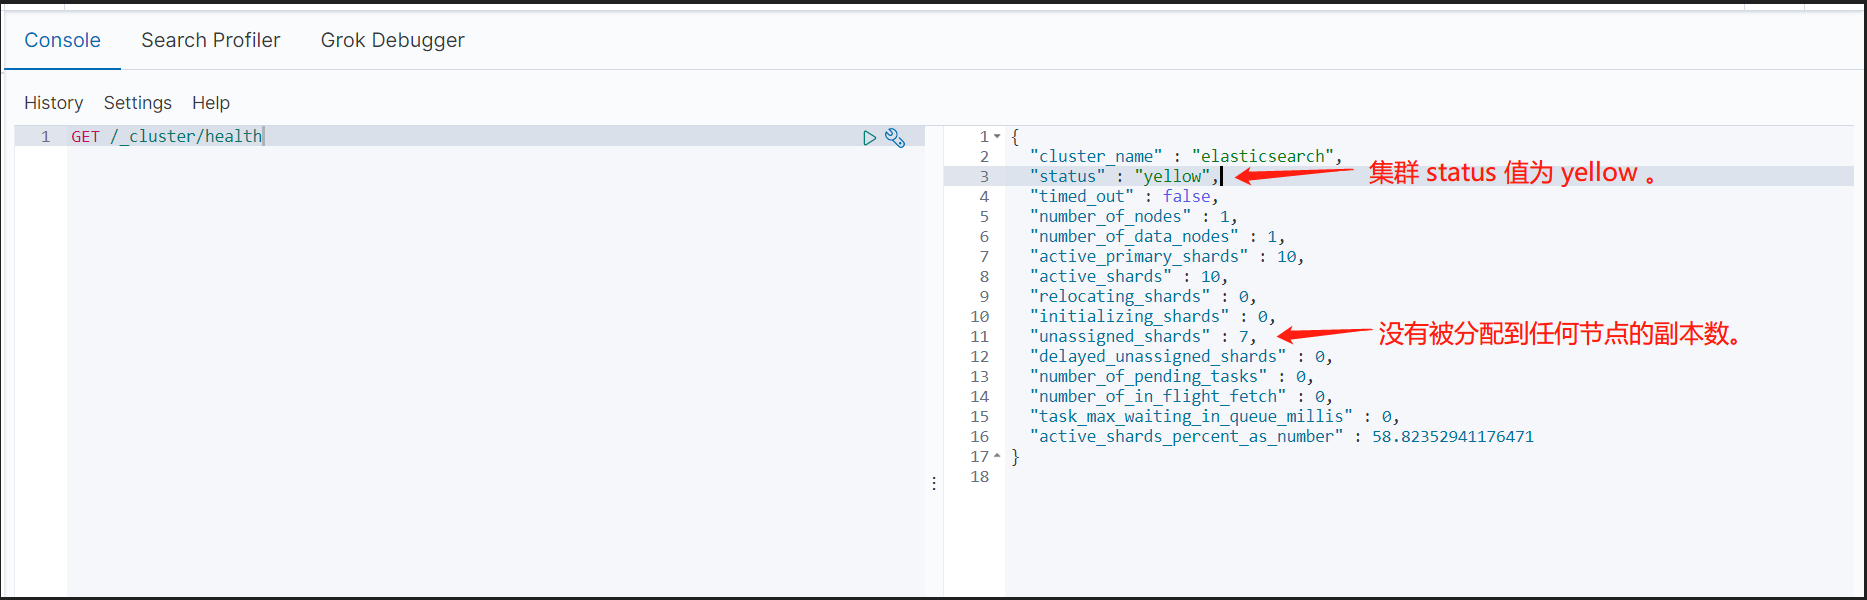 Console Search Profiler Grok Debugger
History Settings Help
1 GET /_cluster/health
1 {
2 "cluster_name" : "elasticsearch",
3 "status" : "yellow", 集群 status 值为 yellow 。
4 "timed_out" : false,
5 "number_of_nodes" : 1,
6 "number_of_data_nodes" : 1,
7 "active_primary_shards" : 10,
8 "active_shards" : 10,
9 "relocating_shards" : 0,
10 "initializing_shards" : 0,
11 "unassigned_shards" : 7, 没有被分配到任何节点的副本数。
12 "delayed_unassigned_shards" : 0,
13 "number_of_pending_tasks" : 0,
14 "number_of_in_flight_fetch" : 0,
15 "task_max_waiting_in_queue_millis" : 0,
16 "active_shards_percent_as_number" : 58.82352941176471
17 }
18